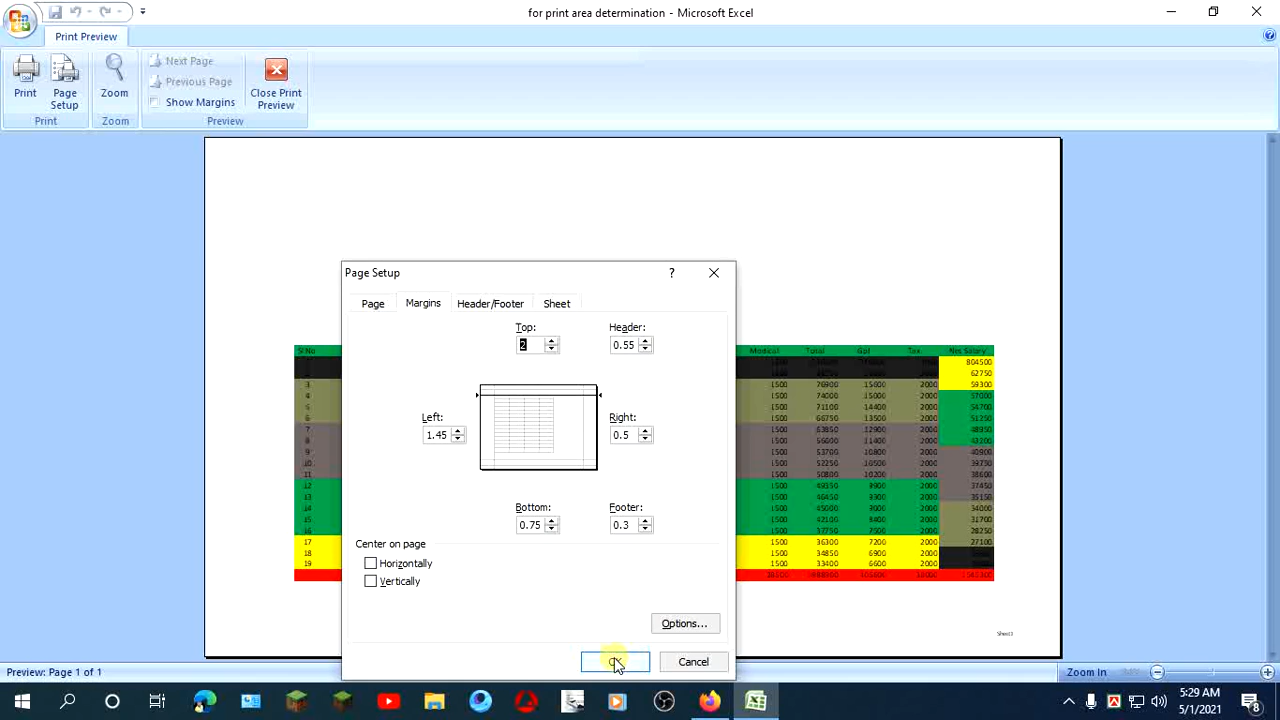 for print area determination - Microsoft Excel
Print Preview
Print
Page Setup
Zoom
Next Page
Previous Page
Show Margins
Close Print Preview
Print
Zoom
Preview
Page Setup
?
Page
Margins
Header/Footer
Sheet
Top:
Header:
2
0.55
Left:
Right:
1.45
0.5
Bottom:
Footer:
0.75
0.3
Center on page
Horizontally
Vertically
Options...
Cancel
Sl No Medical Total Gpf Tax Net Salary
804500
62750
3 1500 76900 15600 2000 59300
4 1500 74000 15000 2000 57000
5 1500 71100 14400 2000 54700
6 1500 66750 13500 2000 51250
7 1500 63850 12900 2000 48950
8 1500 56000 11400 2000 43200
9 1500 53700 10800 2000 40900
10 1500 52250 10500 2000 39750
11 1500 50800 10200 2000 38600
12 1500 49350 9900 2000 37450
13 1500 46450 9300 2000 35150
14 1500 45000 9000 2000 34000
15 1500 42100 8400 2000 31700
16 1500 37750 7500 2000 28250
17 1500 36300 7200 2000 27100
18 1500 34850 6900 2000
19 1500 33400 6600 2000
Sheet1
Preview: Page 1 of 1
Zoom In
5:29 AM
5/1/2021